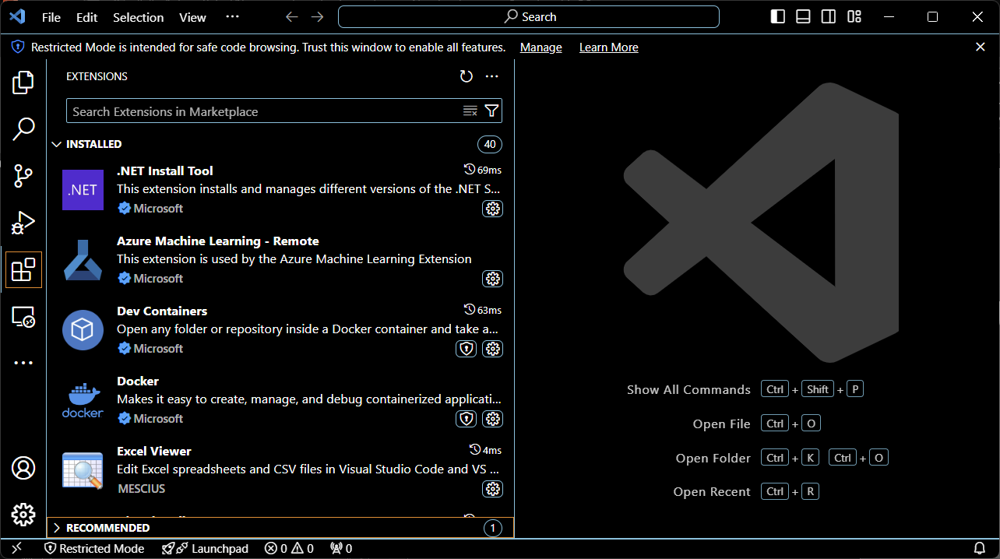 File Edit Selection View ··· Search
Restricted Mode is intended for safe code browsing. Trust this window to enable all features. Manage Learn More
EXTENSIONS
Search Extensions in Marketplace
INSTALLED 40
.NET
.NET Install Tool 69ms
This extension installs and manages different versions of the .NET S...
Microsoft
Azure Machine Learning - Remote
This extension is used by the Azure Machine Learning Extension
Microsoft
Dev Containers 63ms
Open any folder or repository inside a Docker container and take a...
Microsoft
docker
Docker
Makes it easy to create, manage, and debug containerized applicati...
Microsoft
Excel Viewer 4ms
Edit Excel spreadsheets and CSV files in Visual Studio Code and VS ...
MESCIUS
RECOMMENDED 1
Show All Commands Ctrl + Shift + P
Open File Ctrl + O
Open Folder Ctrl + K Ctrl + O
Open Recent Ctrl + R
Restricted Mode Launchpad 0 0 0